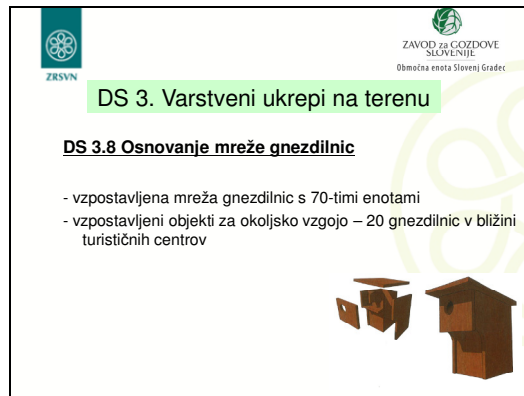 ZRSVN
ZAVOD za GOZDOVE
SLOVENIJE
Območna enota Slovenj Gradec
DS 3. Varstveni ukrepi na terenu
DS 3.8 Osnovanje mreže gnezdilnic
- vzpostavljena mreža gnezdilnic s 70-timi enotami
- vzpostavljeni objekti za okoljsko vzgojo – 20 gnezdilnic v bližini
turističnih centrov